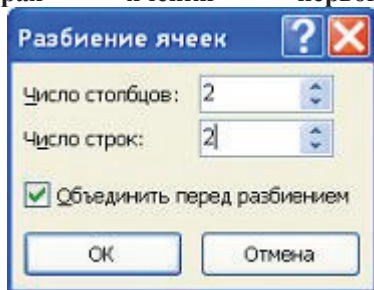 Разбиение ячеек
Число столбцов: 2
Число строк: 2
Объединить перед разбиением
ОК Отмена